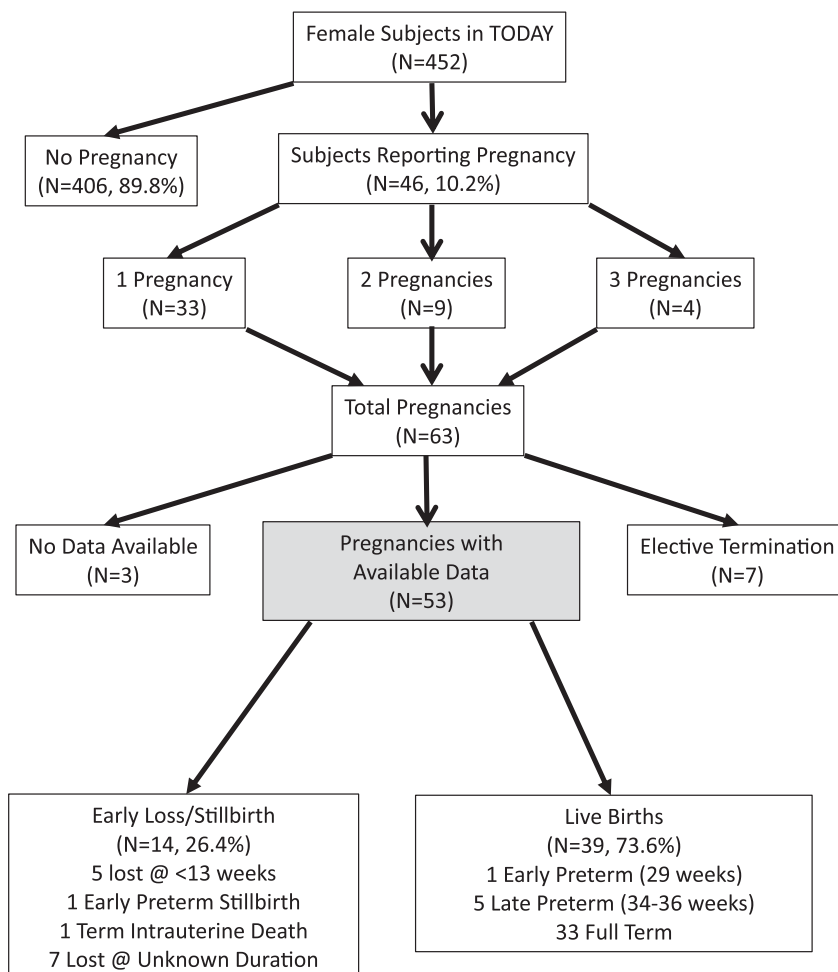 Female Subjects in TODAY
(N=452)
No Pregnancy
(N=406, 89.8%)
Subjects Reporting Pregnancy
(N=46, 10.2%)
1 Pregnancy
(N=33)
2 Pregnancies
(N=9)
3 Pregnancies
(N=4)
Total Pregnancies
(N=63)
No Data Available
(N=3)
Pregnancies with
Available Data
(N=53)
Elective Termination
(N=7)
Early Loss/Stillbirth
(N=14, 26.4%)
5 lost @ <13 weeks
1 Early Preterm Stillbirth
1 Term Intrauterine Death
7 Lost @ Unknown Duration
Live Births
(N=39, 73.6%)
1 Early Preterm (29 weeks)
5 Late Preterm (34-36 weeks)
33 Full Term